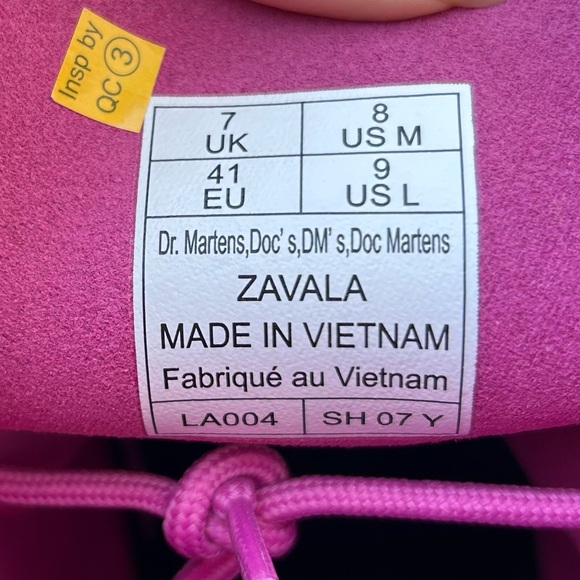 Insp by
QC 3
7 8
UK US M
41 9
EU US L
Dr. Martens,Doc's,DM's,Doc Martens
ZAVALA
MADE IN VIETNAM
Fabriqué au Vietnam
LA004 SH 07 Y